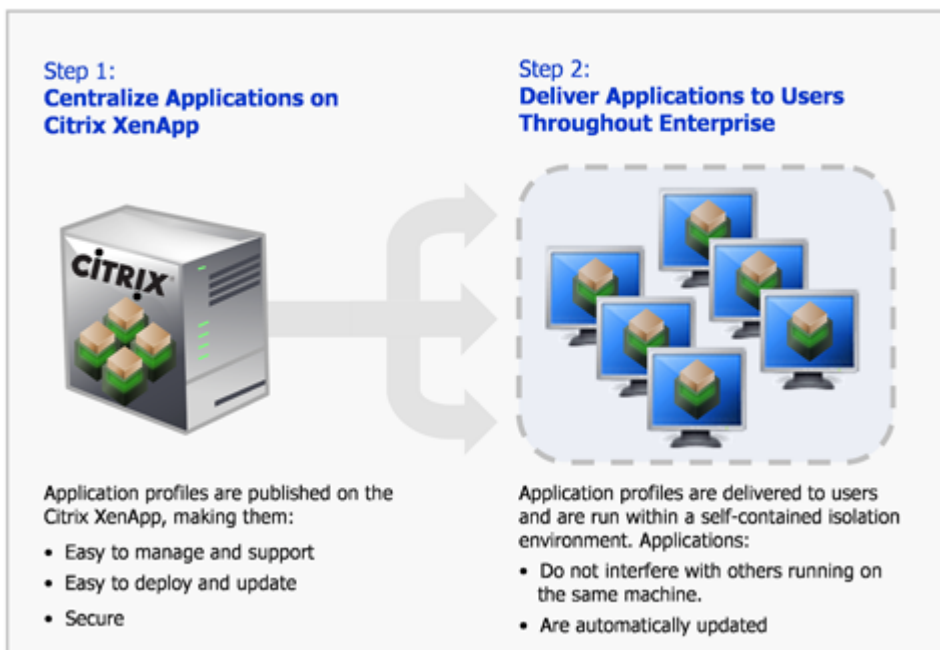 Step 1:
Centralize Applications on
Citrix XenApp
Step 2:
Deliver Applications to Users
Throughout Enterprise
CİTRIX
Application profiles are published on the
Citrix XenApp, making them:
• Easy to manage and support
• Easy to deploy and update
• Secure
Application profiles are delivered to users
and are run within a self-contained isolation
environment. Applications:
• Do not interfere with others running on
the same machine.
• Are automatically updated